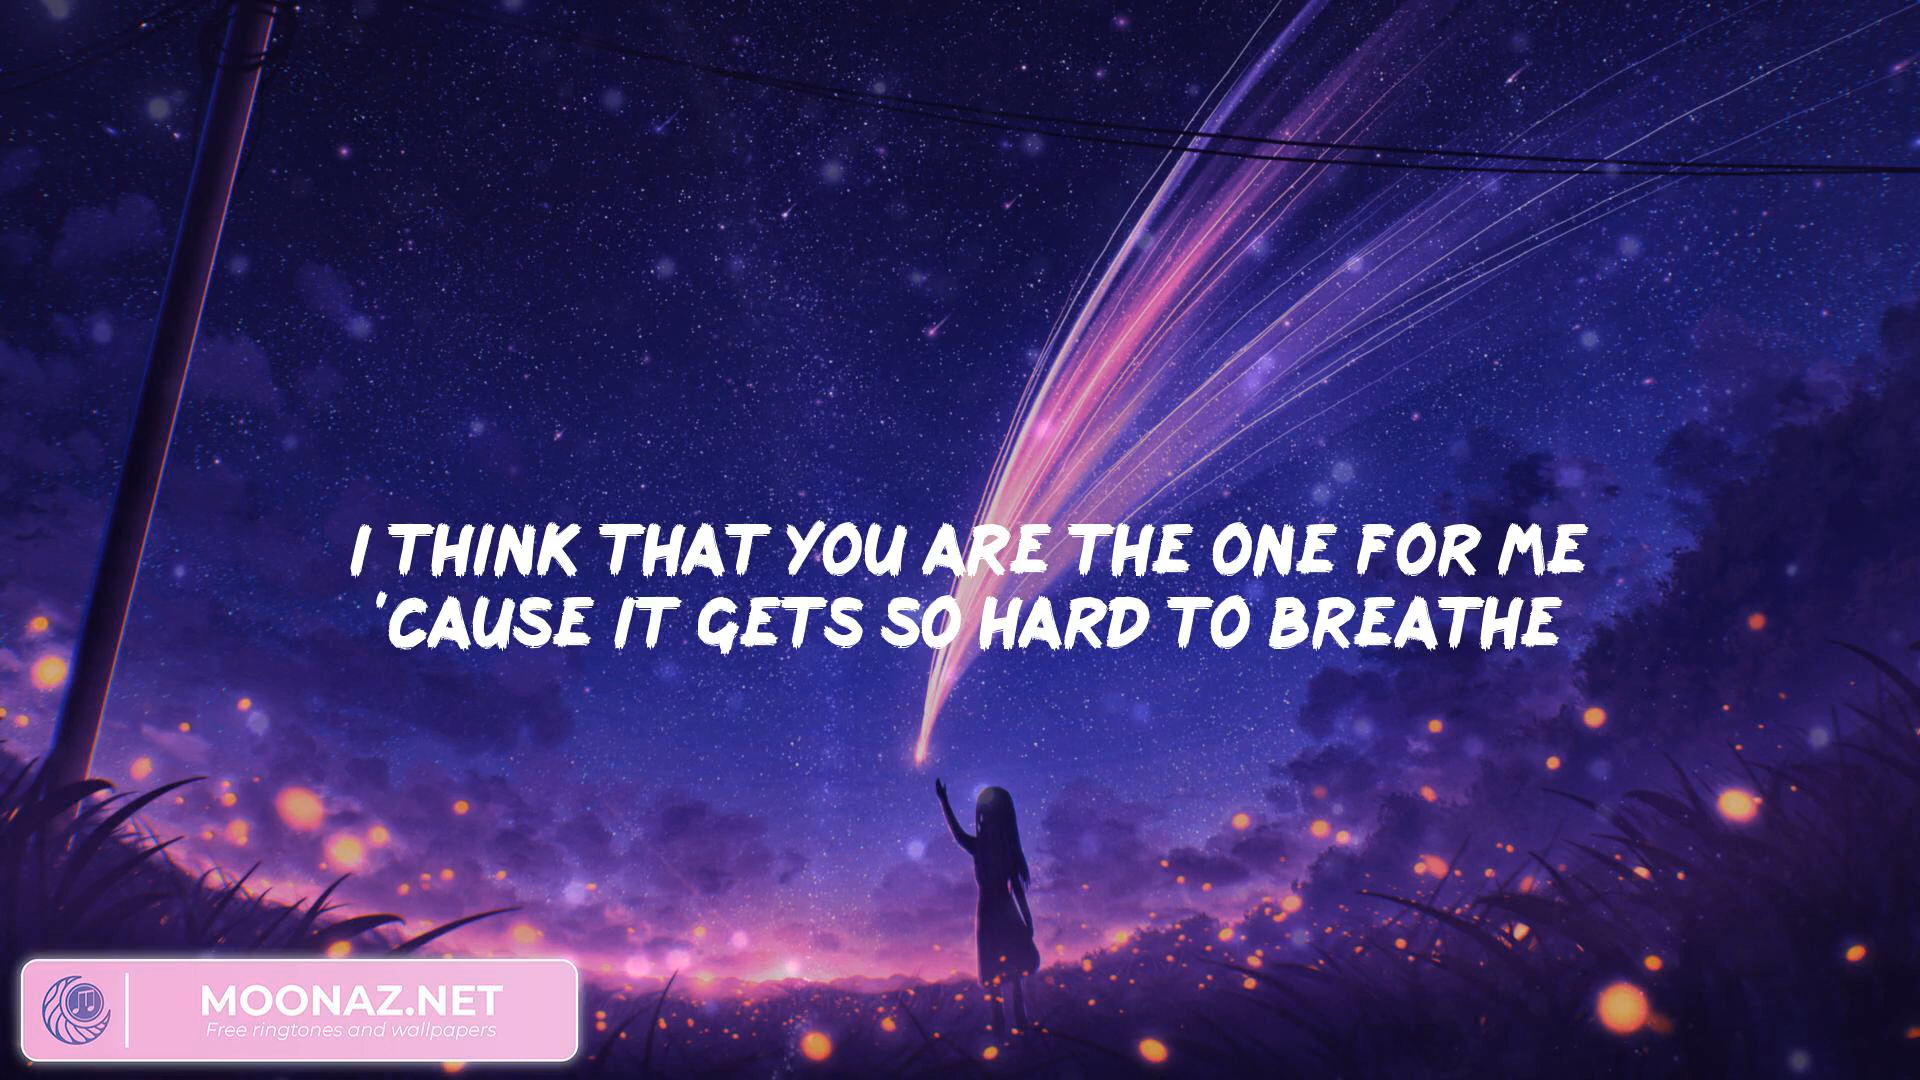 I THINK THAT YOU ARE THE ONE FOR ME
'CAUSE IT GETS SO HARD TO BREATHE
MOONAZ.NET
Free ringtones and wallpapers